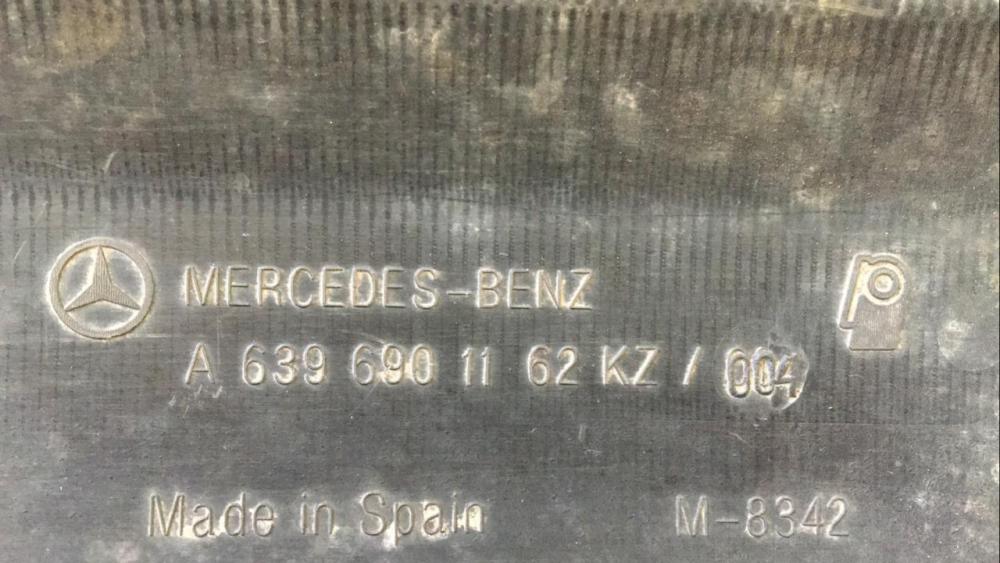 MERCEDES-BENZ
A 639 690 11 62 KZ / 004
Made in Spain
M-8342